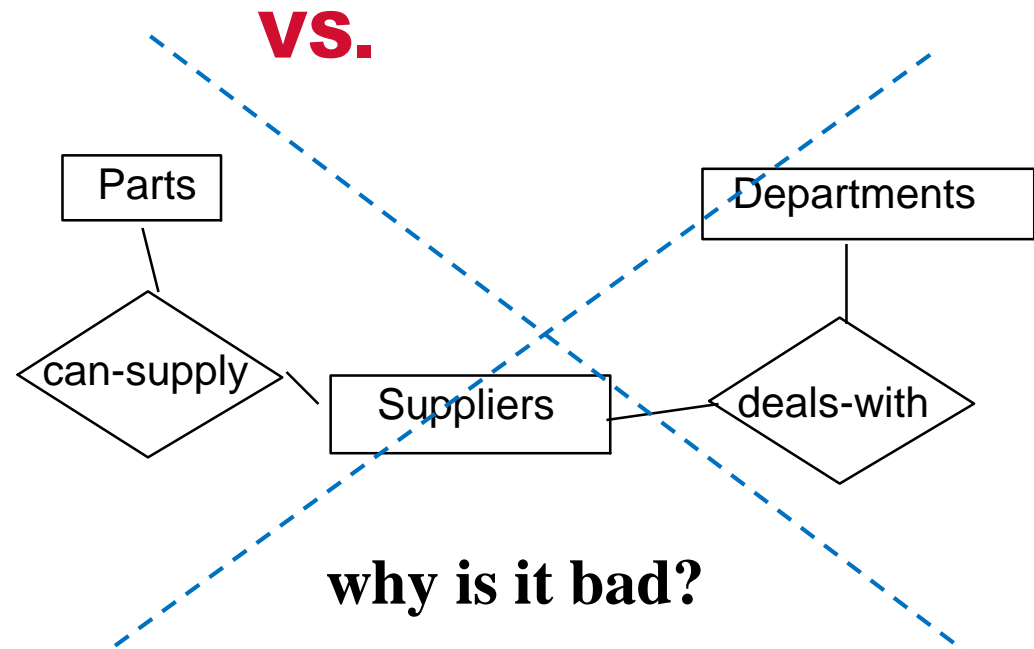 vs.
Parts
Departments
can-supply
Suppliers
deals-with
why is it bad?